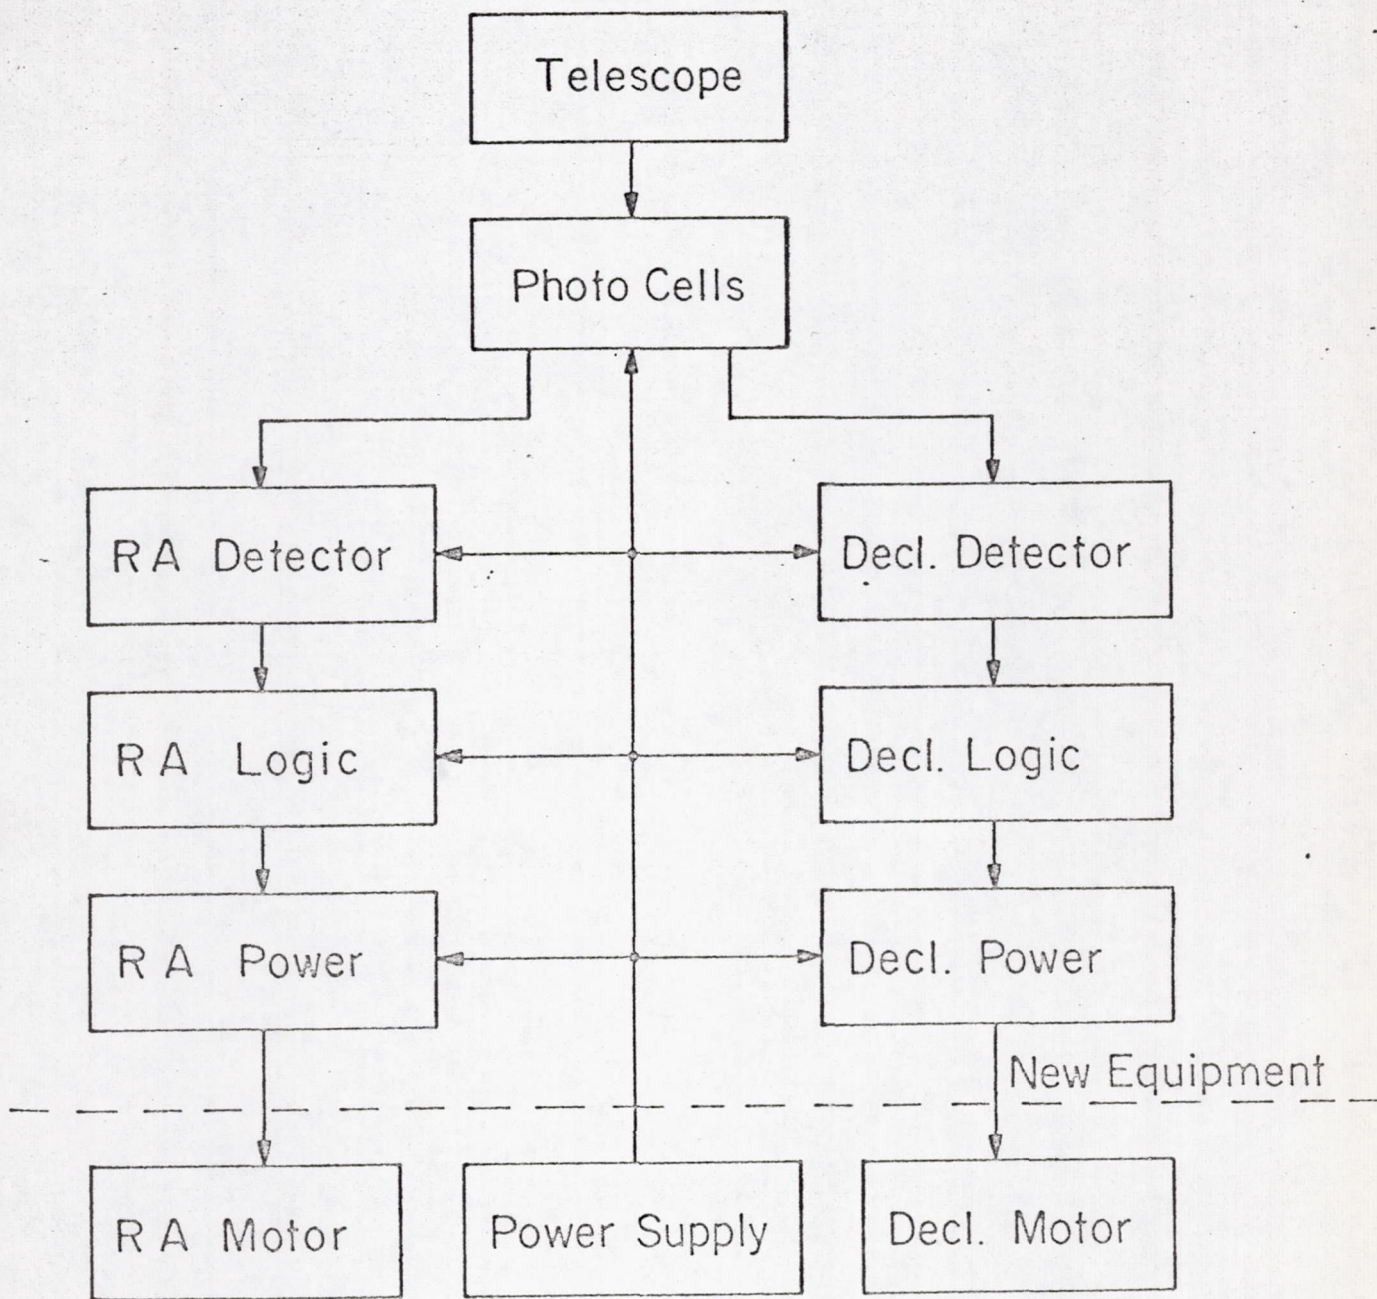 Telescope
Photo Cells
RA Detector
Decl. Detector
RA Logic
Decl. Logic
RA Power
Decl. Power
New Equipment
RA Motor
Power Supply
Decl. Motor